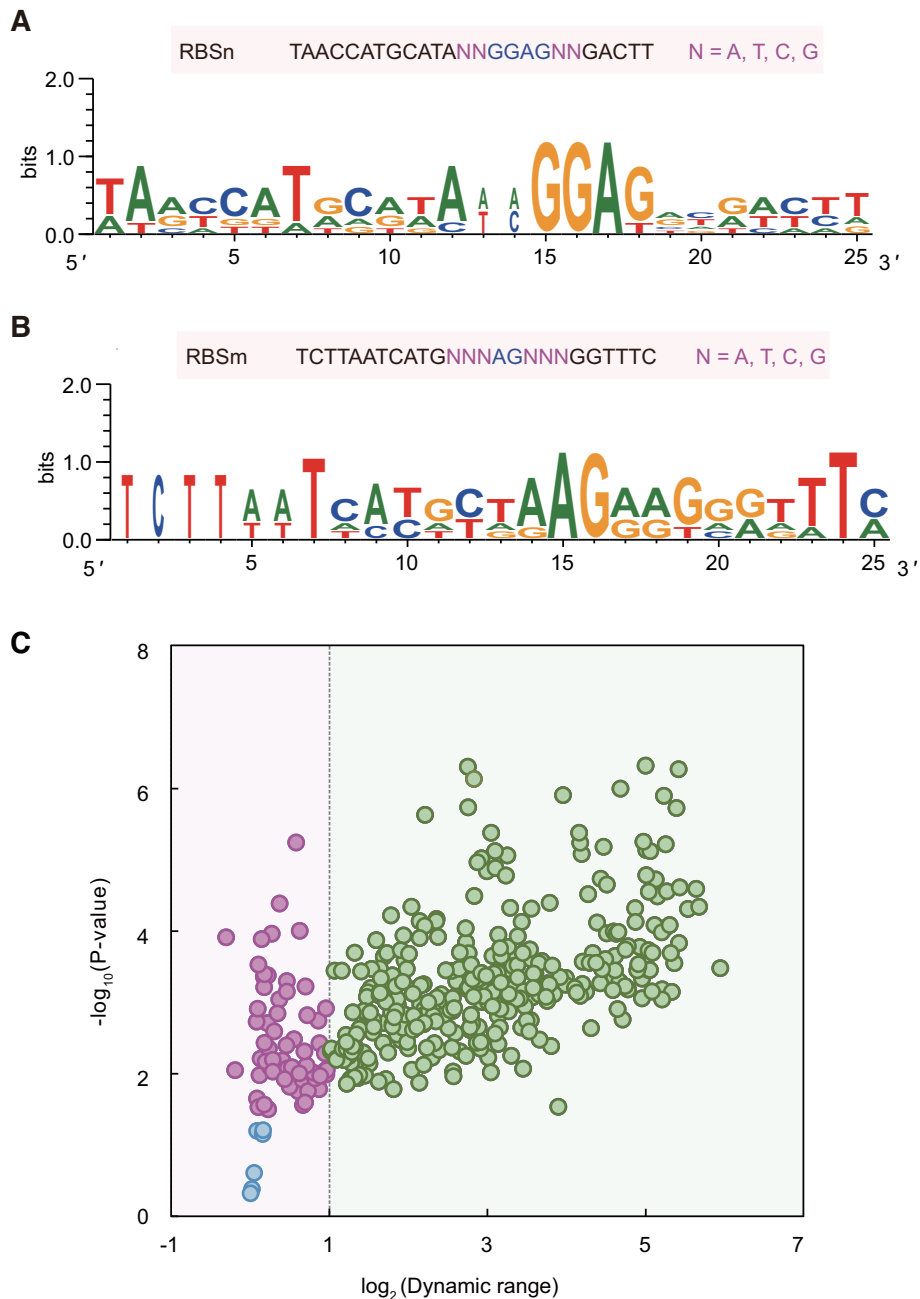 A
RBSn TAACCATGCATANNGGAGNNGACTT N = A, T, C, G
2.0
bits
1.0
0.0
5′ 5 10 15 20 25 3′
B
RBSm TCTTAATCATGNNNAGNNNGGTTTC N = A, T, C, G
2.0
bits
1.0
0.0
5′ 5 10 15 20 25 3′
C
8
6
-log10(P-value)
4
2
0
-1 1 3 5 7
log2(Dynamic range)